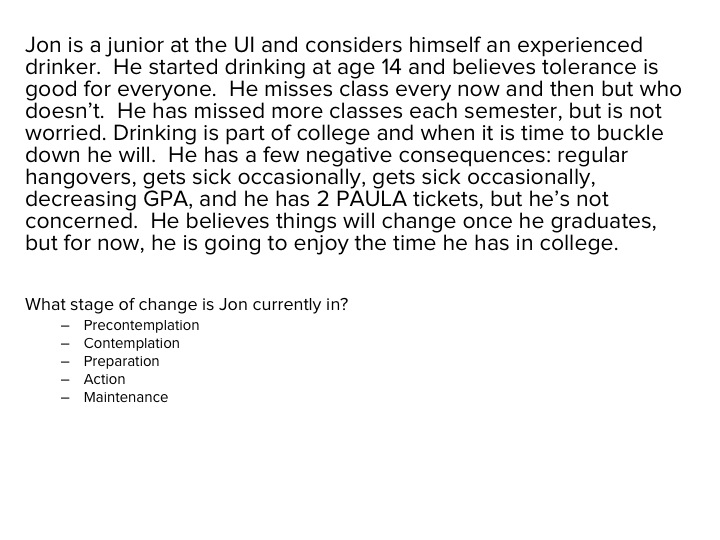 Jon is a junior at the UI and considers himself an experienced
drinker.  He started drinking at age 14 and believes tolerance is
good for everyone.  He misses class every now and then but who
doesn’t.  He has missed more classes each semester, but is not
worried. Drinking is part of college and when it is time to buckle
down he will.  He has a few negative consequences: regular
hangovers, gets sick occasionally, gets sick occasionally,
decreasing GPA, and he has 2 PAULA tickets, but he’s not
concerned.  He believes things will change once he graduates,
but for now, he is going to enjoy the time he has in college.
What stage of change is Jon currently in?
– Precontemplation
– Contemplation
– Preparation
– Action
– Maintenance